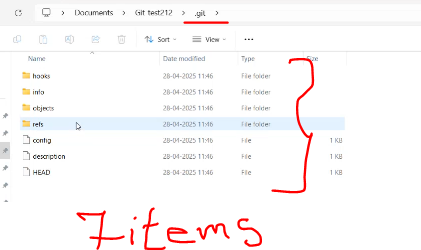 Documents > Git test212 > .git >
Sort View ...
Name Date modified Type Size
hooks 28-04-2025 11:46 File folder
info 28-04-2025 11:46 File folder
objects 28-04-2025 11:46 File folder
refs 28-04-2025 11:46 File folder
config 28-04-2025 11:46 File 1 KB
description 28-04-2025 11:46 File 1 KB
HEAD 28-04-2025 11:46 File 1 KB
7 items